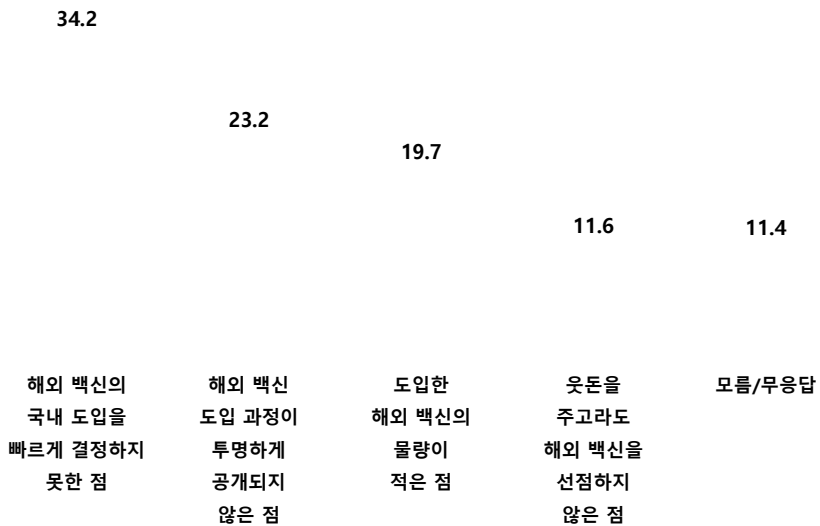 34.2
23.2
19.7
11.6
11.4
해외 백신의
국내 도입을
빠르게 결정하지
못한 점
해외 백신
도입 과정이
투명하게
공개되지
않은 점
도입한
해외 백신의
물량이
적은 점
웃돈을
주고라도
해외 백신을
선점하지
않은 점
모름/무응답